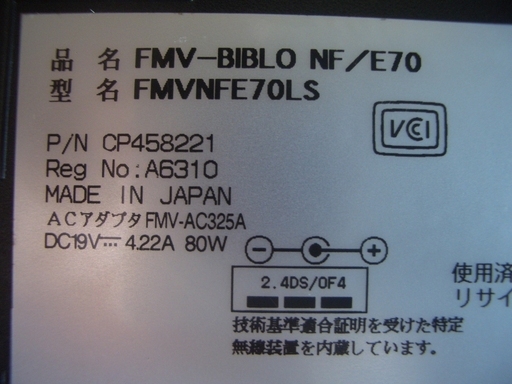 品名 FMV-BIBLO NF/E70
型名 FMVNFE70LS
VCCI
P/N CP458221
Reg No:A6310
MADE IN JAPAN
ACアダプタ FMV-AC325A
DC19V⎓ 4.22A 80W
2.4DS/OF4
使用済
リサイ
技術基準適合証明を受けた特定
無線装置を内蔵しています。